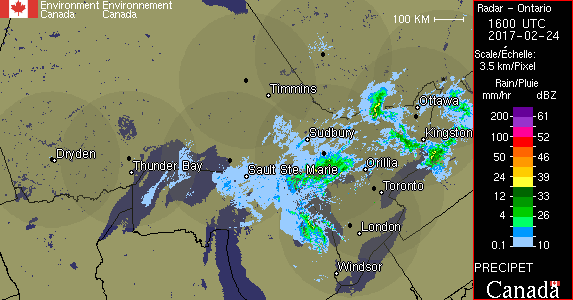 Environment Environnement
Canada Canada
100 KM
Radar - Ontario
1600 UTC
2017-02-24
Scale/Échelle:
3.5 km/Pixel
Rain/Pluie
mm/hr dBZ
200 61
100 52
50 46
24 39
12 33
4 26
0.1 10
PRECIPET
Canada
Timmins
Ottawa
Sudbury
Kingston
Dryden
Thunder Bay
Sault Ste. Marie
Orillia
Toronto
London
Windsor